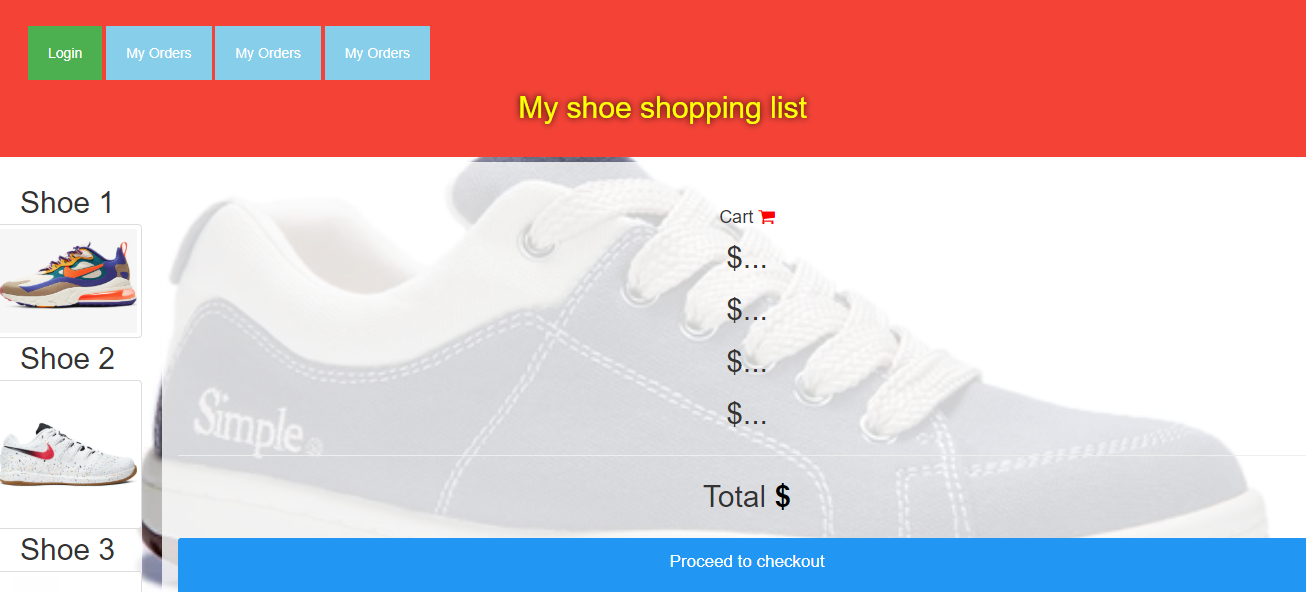 Login My Orders My Orders My Orders
My shoe shopping list
Shoe 1
Cart
$...
$...
Shoe 2
$...
$...
Simple
Total $
Shoe 3
Proceed to checkout